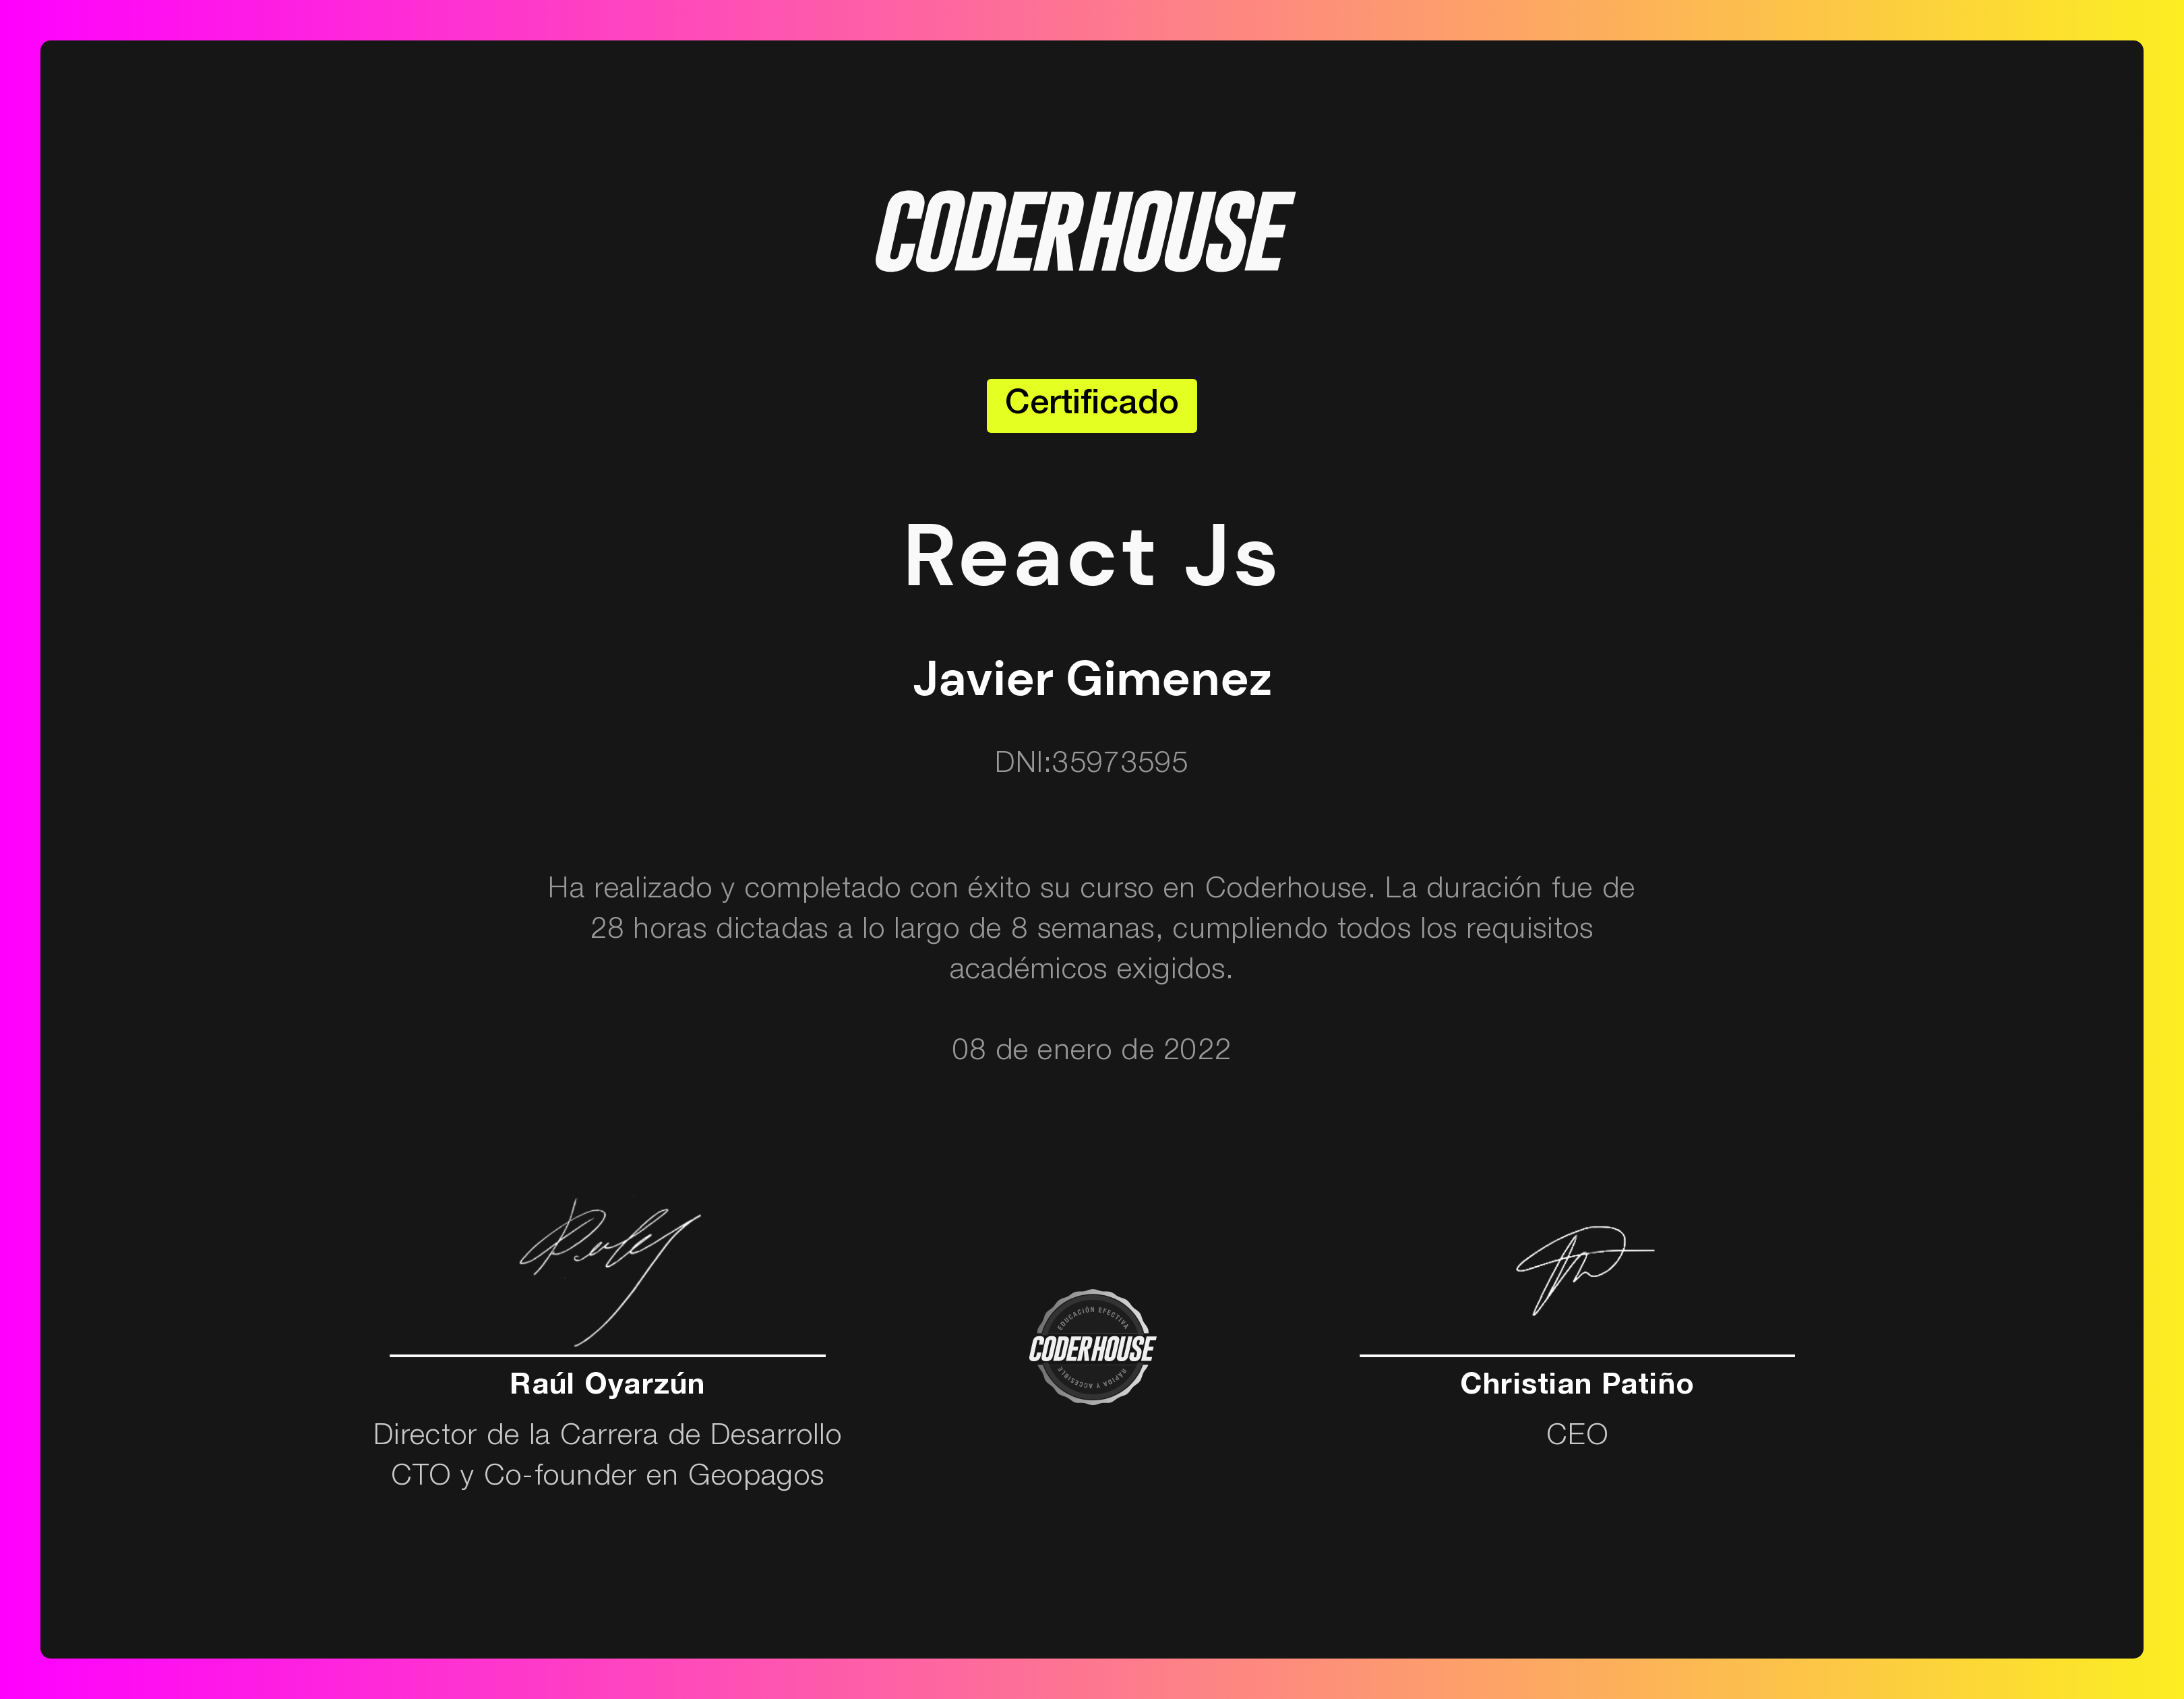 CODERHOUSE
Certificado
React Js
Javier Gimenez
DNI:35973595
Ha realizado y completado con éxito su curso en Coderhouse. La duración fue de
28 horas dictadas a lo largo de 8 semanas, cumpliendo todos los requisitos
académicos exigidos.
08 de enero de 2022
EDUCACIÓN EFECTIVA
CODERHOUSE
RÁPIDA Y ACCESIBLE
Raúl Oyarzún
Director de la Carrera de Desarrollo
CTO y Co-founder en Geopagos
Christian Patiño
CEO